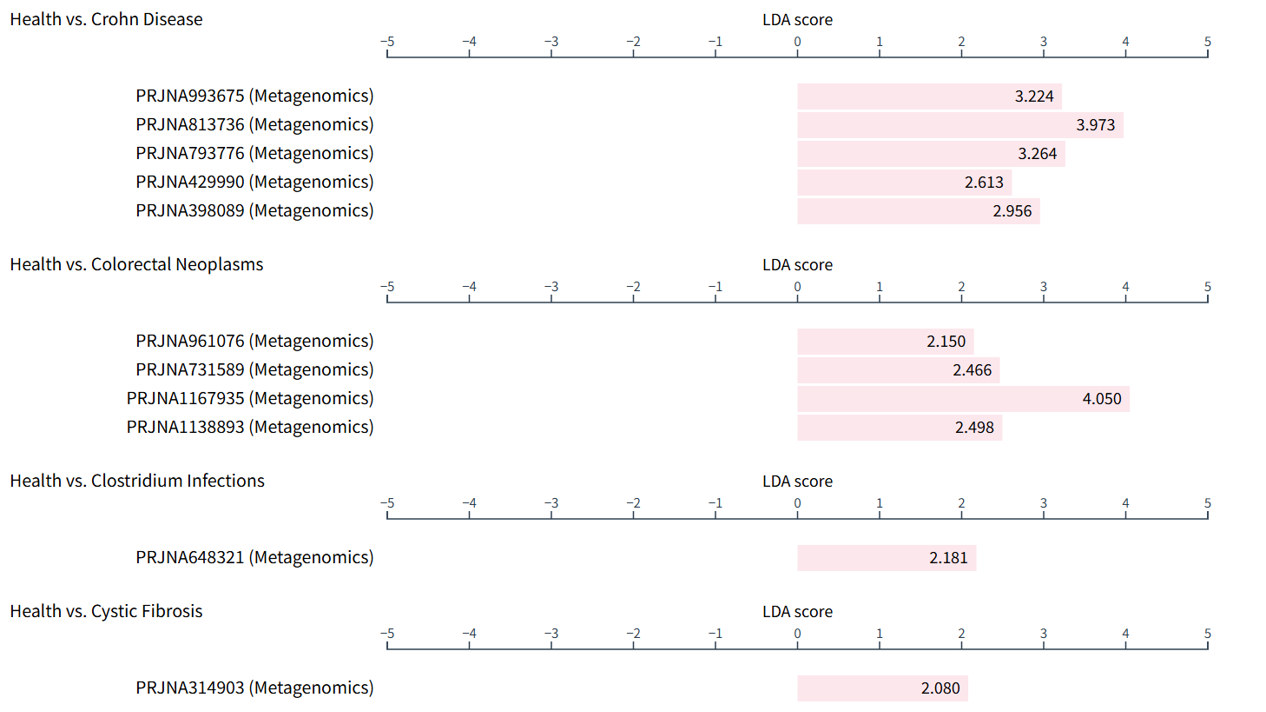 Health vs. Crohn Disease
LDA score
−5 −4 −3 −2 −1 0 1 2 3 4 5
PRJNA993675 (Metagenomics) 3.224
PRJNA813736 (Metagenomics) 3.973
PRJNA793776 (Metagenomics) 3.264
PRJNA429990 (Metagenomics) 2.613
PRJNA398089 (Metagenomics) 2.956
Health vs. Colorectal Neoplasms
LDA score
−5 −4 −3 −2 −1 0 1 2 3 4 5
PRJNA961076 (Metagenomics) 2.150
PRJNA731589 (Metagenomics) 2.466
PRJNA1167935 (Metagenomics) 4.050
PRJNA1138893 (Metagenomics) 2.498
Health vs. Clostridium Infections
LDA score
−5 −4 −3 −2 −1 0 1 2 3 4 5
PRJNA648321 (Metagenomics) 2.181
Health vs. Cystic Fibrosis
LDA score
−5 −4 −3 −2 −1 0 1 2 3 4 5
PRJNA314903 (Metagenomics) 2.080